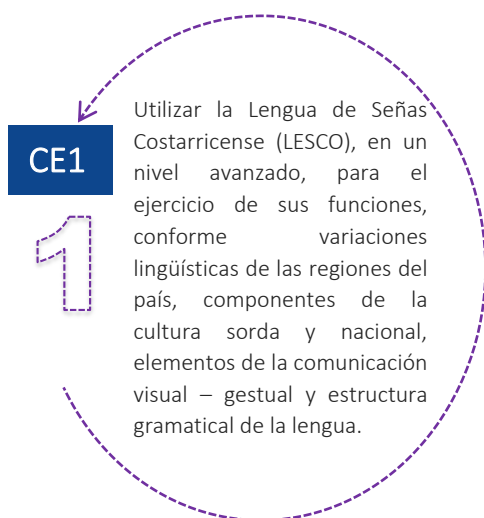 CE1
1
Utilizar la Lengua de Señas
Costarricense (LESCO), en un
nivel avanzado, para el
ejercicio de sus funciones,
conforme variaciones
lingüísticas de las regiones del
país, componentes de la
cultura sorda y nacional,
elementos de la comunicación
visual – gestual y estructura
gramatical de la lengua.